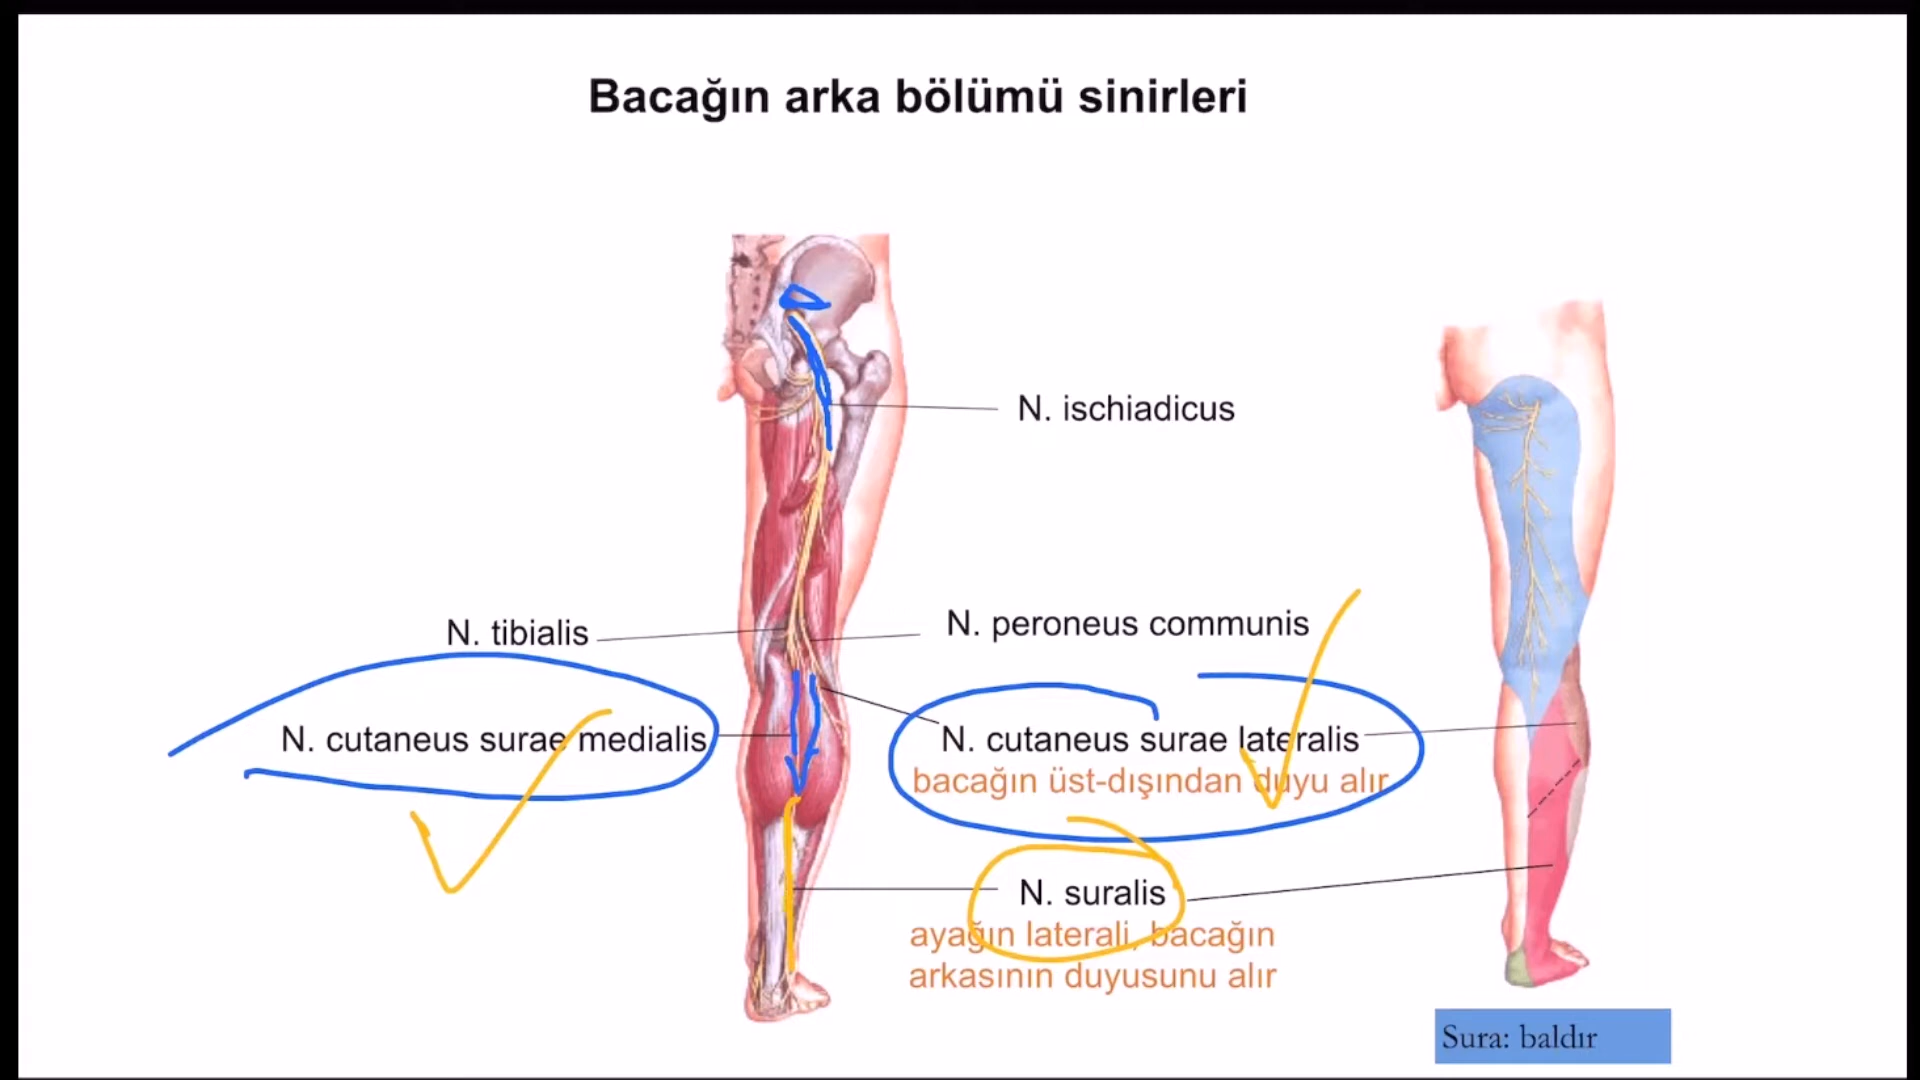 Bacağın arka bölümü sinirleri
N. ischiadicus
N. tibialis
N. peroneus communis
N. cutaneus surae medialis
N. cutaneus surae lateralis
bacağın üst-dışından duyu alır
N. suralis
ayağın laterali, bacağın
arkasının duyusunu alır
Sura: baldır